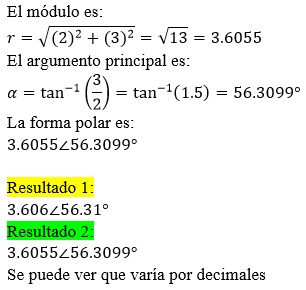 El módulo es:
r = √((2)² + (3)²) = √13 = 3.6055
El argumento principal es:
α = tan⁻¹(3/2) = tan⁻¹(1.5) = 56.3099°
La forma polar es:
3.6055∠56.3099°
Resultado 1:
3.606∠56.31°
Resultado 2:
3.6055∠56.3099°
Se puede ver que varía por decimales